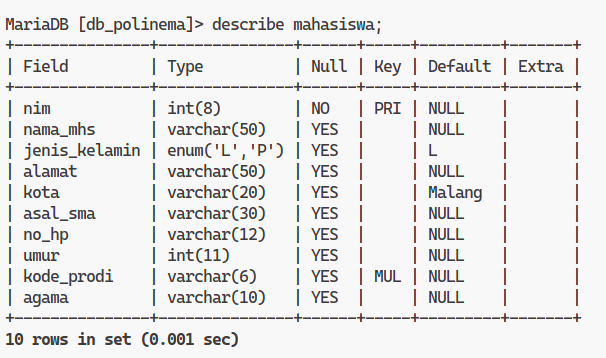 MariaDB [db_polinema]> describe mahasiswa;
+---------------+---------------+------+-----+---------+-------+
| Field         | Type          | Null | Key | Default | Extra |
+---------------+---------------+------+-----+---------+-------+
| nim           | int(8)        | NO   | PRI | NULL    |       |
| nama_mhs      | varchar(50)   | YES  |     | NULL    |       |
| jenis_kelamin | enum('L','P') | YES  |     | L       |       |
| alamat        | varchar(50)   | YES  |     | NULL    |       |
| kota          | varchar(20)   | YES  |     | Malang  |       |
| asal_sma      | varchar(30)   | YES  |     | NULL    |       |
| no_hp         | varchar(12)   | YES  |     | NULL    |       |
| umur          | int(11)       | YES  |     | NULL    |       |
| kode_prodi    | varchar(6)    | YES  | MUL | NULL    |       |
| agama         | varchar(10)   | YES  |     | NULL    |       |
+---------------+---------------+------+-----+---------+-------+
10 rows in set (0.001 sec)